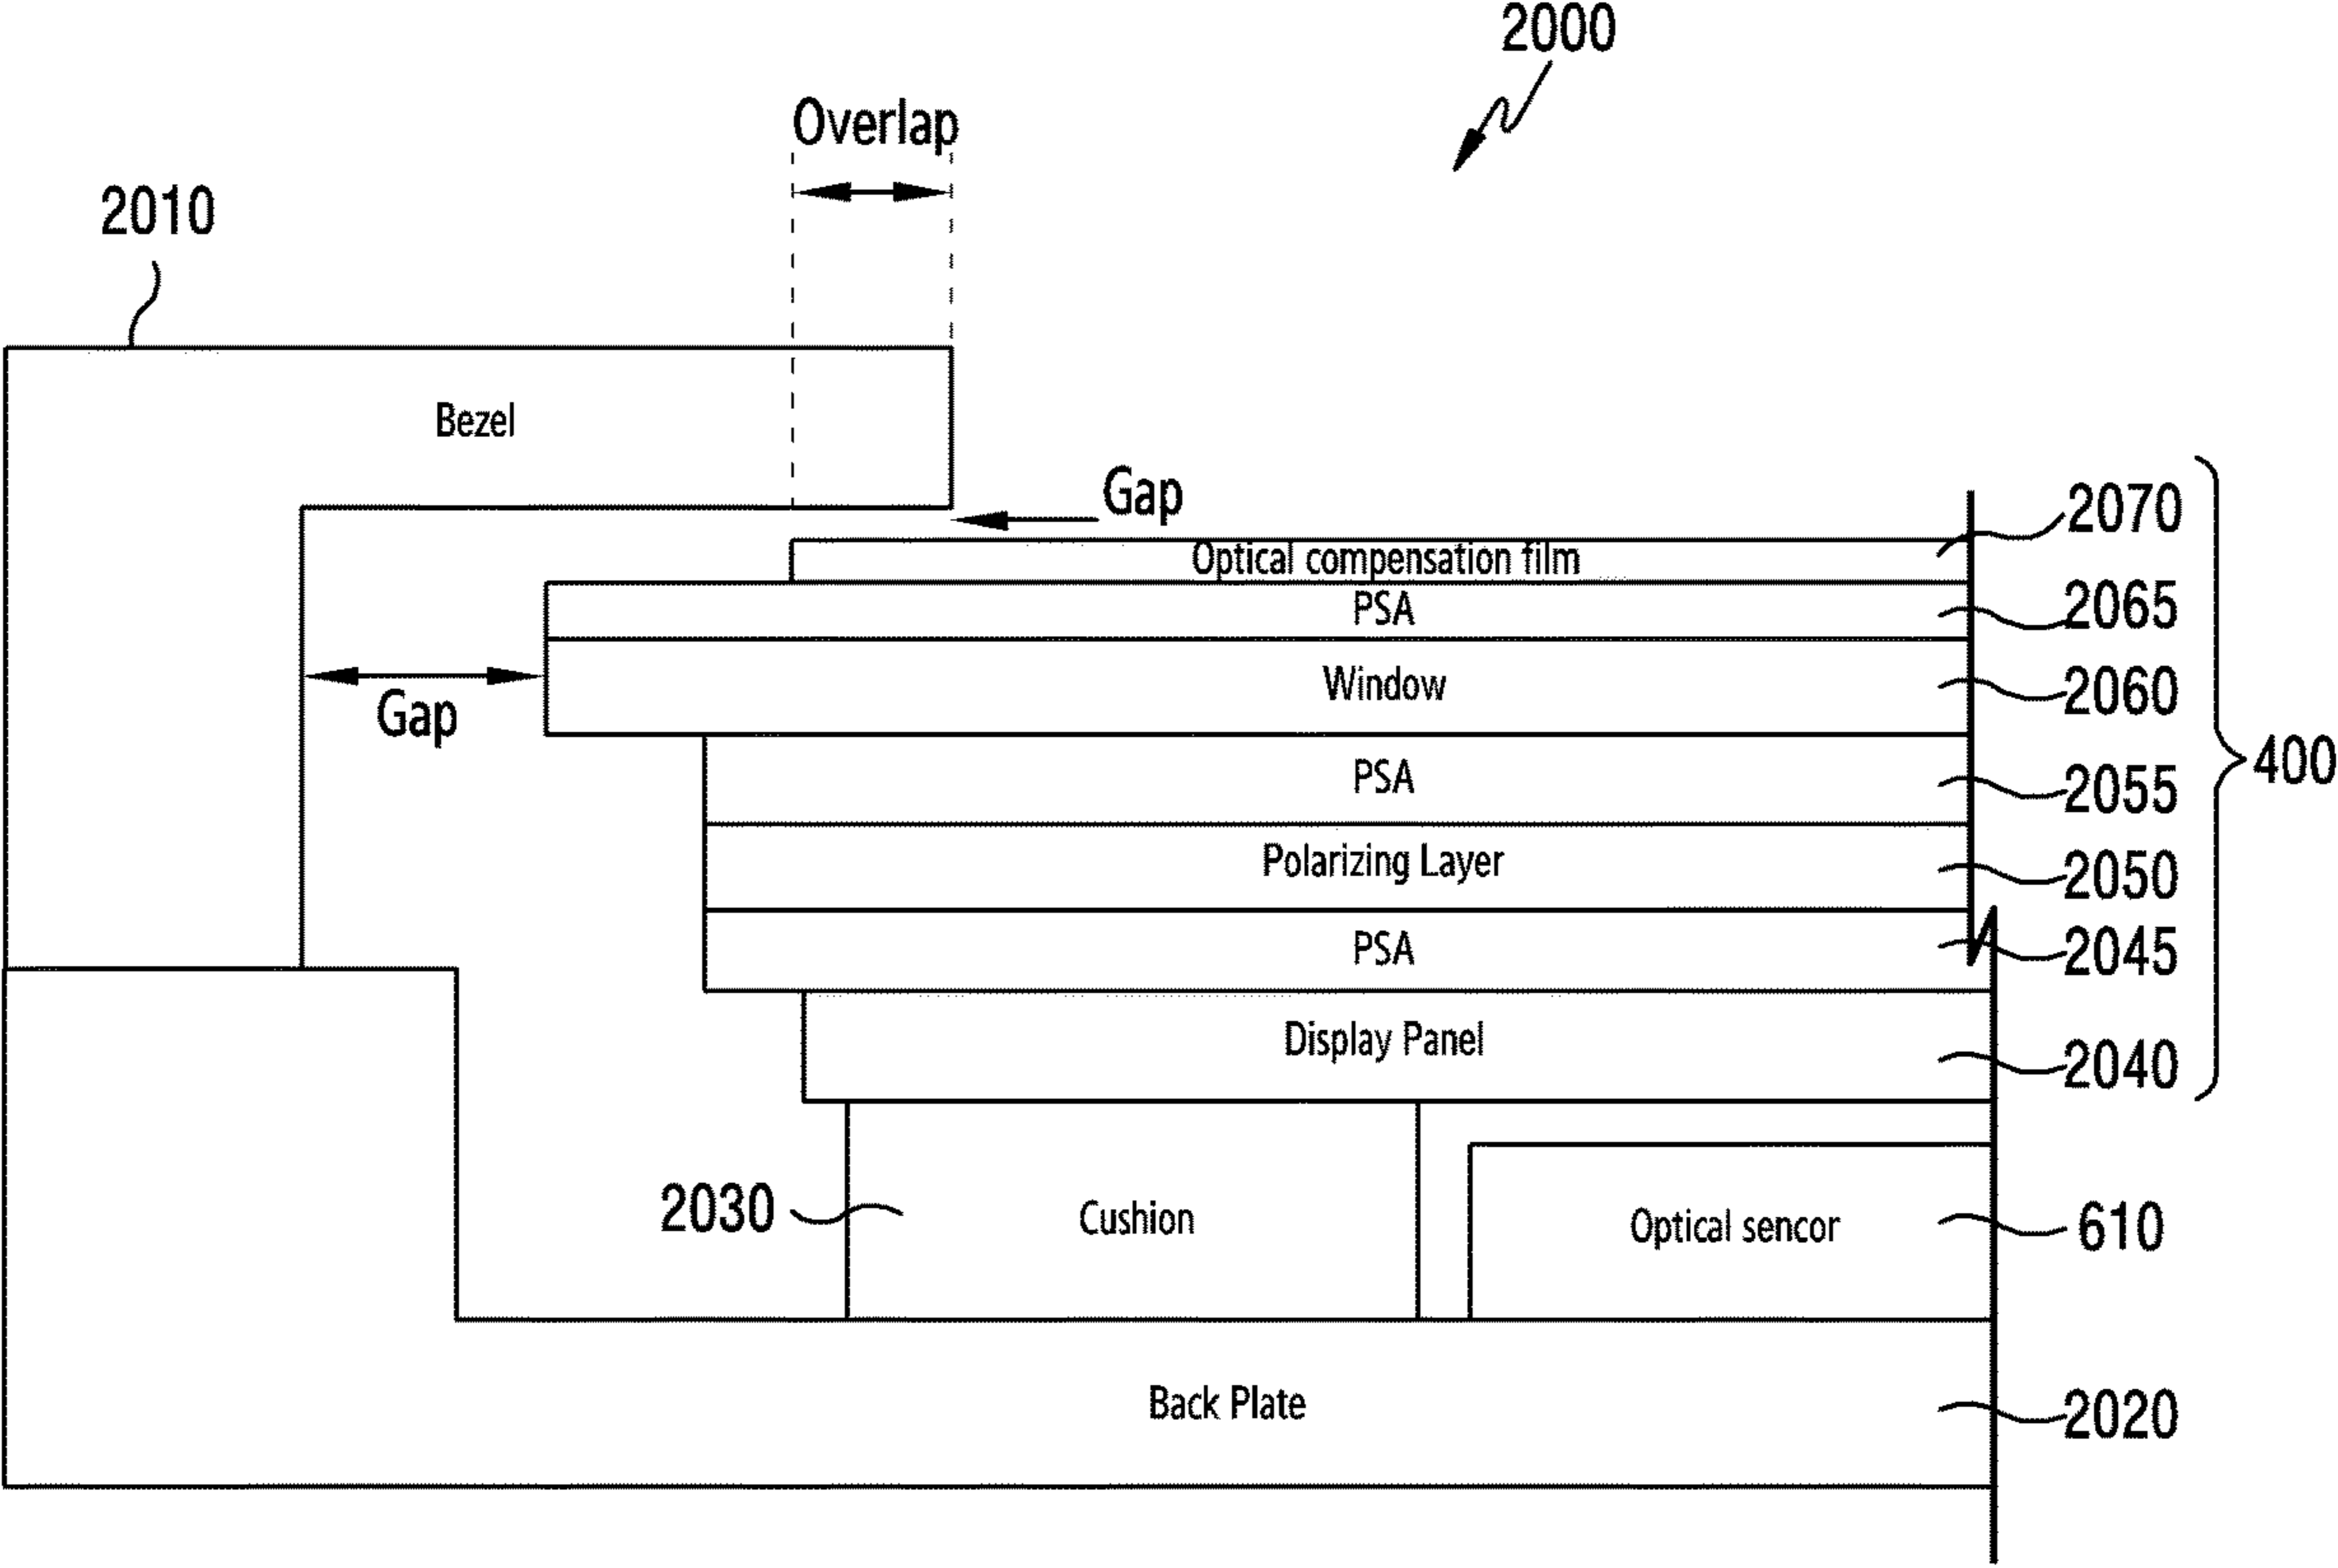 2000
Overlap
2010
Bezel
Gap
2070
Optical compensation film
PSA
2065
Window
2060
Gap
PSA
2055
400
Polarizing Layer
2050
PSA
2045
Display Panel
2040
2030
Cushion
Optical sencor
610
Back Plate
2020